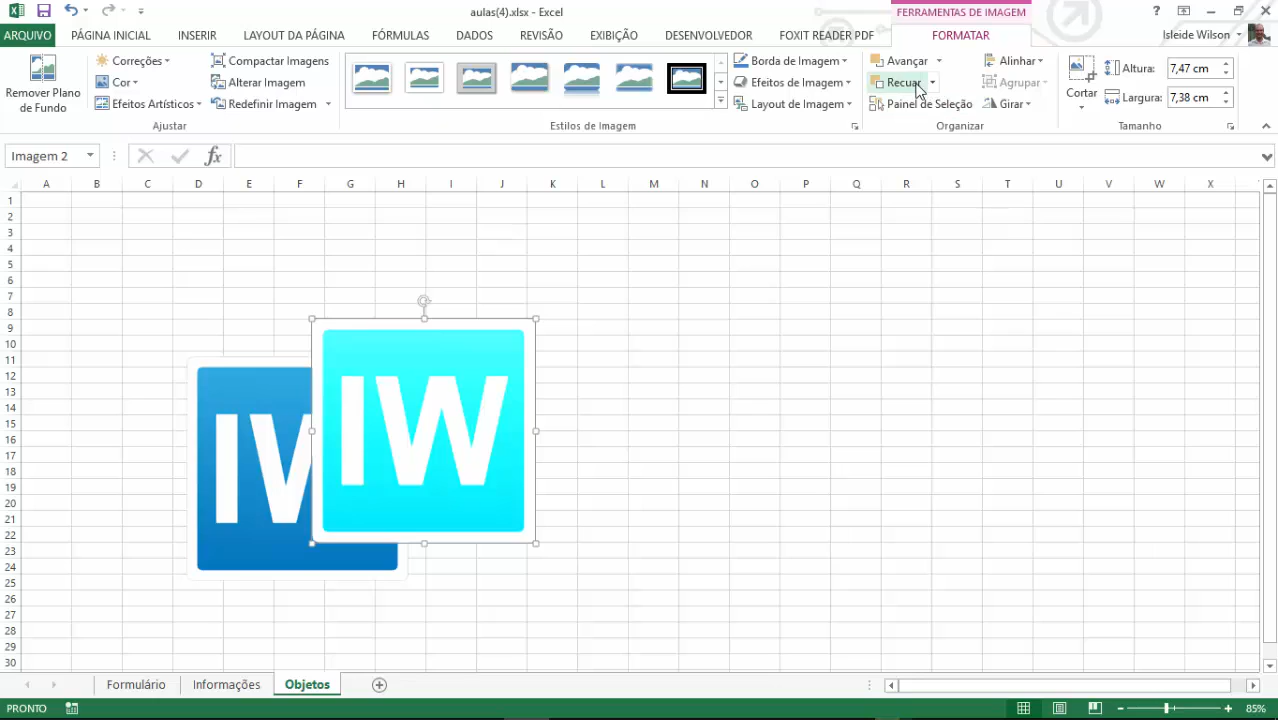 aulas(4).xlsx - Excel
FERRAMENTAS DE IMAGEM
ARQUIVO PÁGINA INICIAL INSERIR LAYOUT DA PÁGINA FÓRMULAS DADOS REVISÃO EXIBIÇÃO DESENVOLVEDOR FOXIT READER PDF FORMATAR Isleide Wilson
Remover Plano de Fundo
Correções
Cor
Efeitos Artísticos
Compactar Imagens
Alterar Imagem
Redefinir Imagem
Ajustar
Estilos de Imagem
Borda de Imagem
Efeitos de Imagem
Layout de Imagem
Avançar
Recuar
Painel de Seleção
Alinhar
Agrupar
Girar
Organizar
Cortar
Altura: 7,47 cm
Largura: 7,38 cm
Tamanho
Imagem 2
fx
A B C D E F G H I J K L M N O P Q R S T U V W X
1
2
3
4
5
6
7
8
9
10
11
12
13
14
15
16
17
18
19
20
21
22
23
24
25
26
27
28
29
30
IW
IW
Formulário Informações Objetos
PRONTO
85%